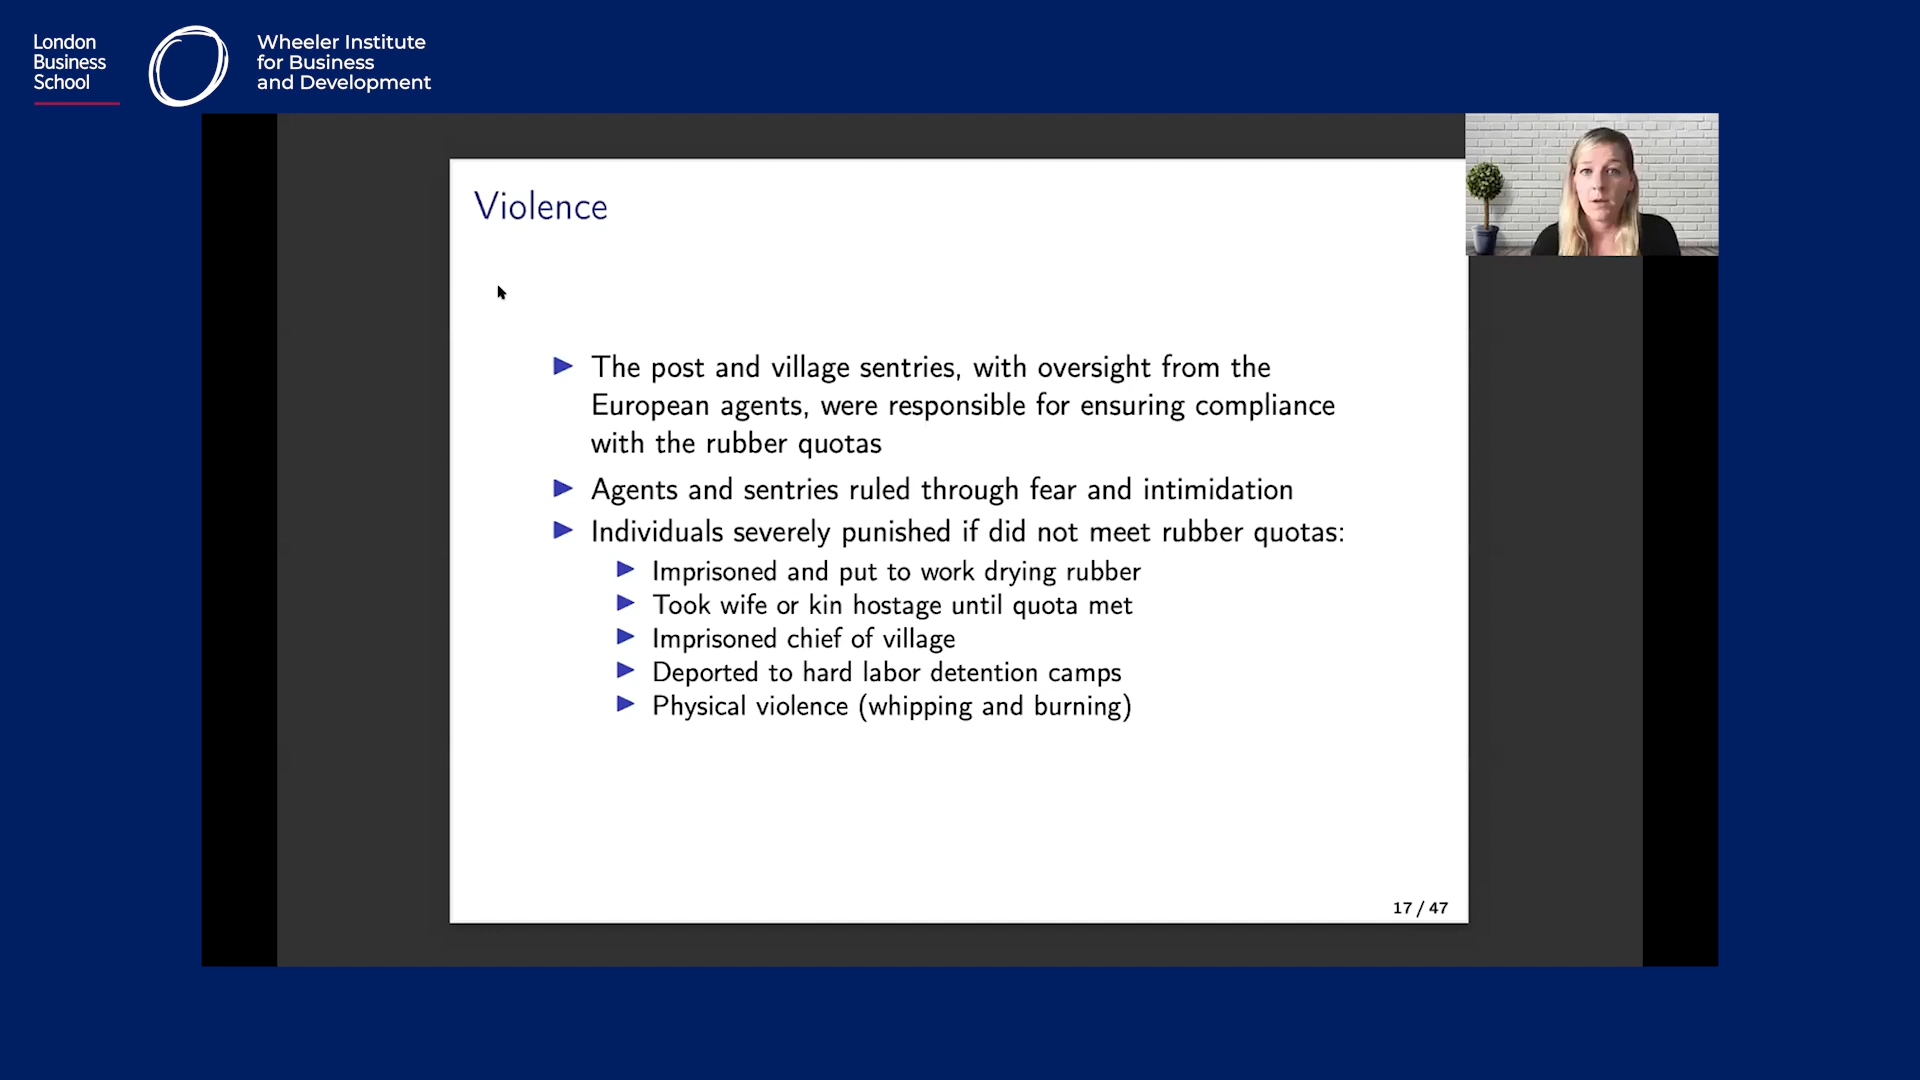 London
Business
School
Wheeler Institute
for Business
and Development
Violence
The post and village sentries, with oversight from the
European agents, were responsible for ensuring compliance
with the rubber quotas
Agents and sentries ruled through fear and intimidation
Individuals severely punished if did not meet rubber quotas:
Imprisoned and put to work drying rubber
Took wife or kin hostage until quota met
Imprisoned chief of village
Deported to hard labor detention camps
Physical violence (whipping and burning)
17 / 47